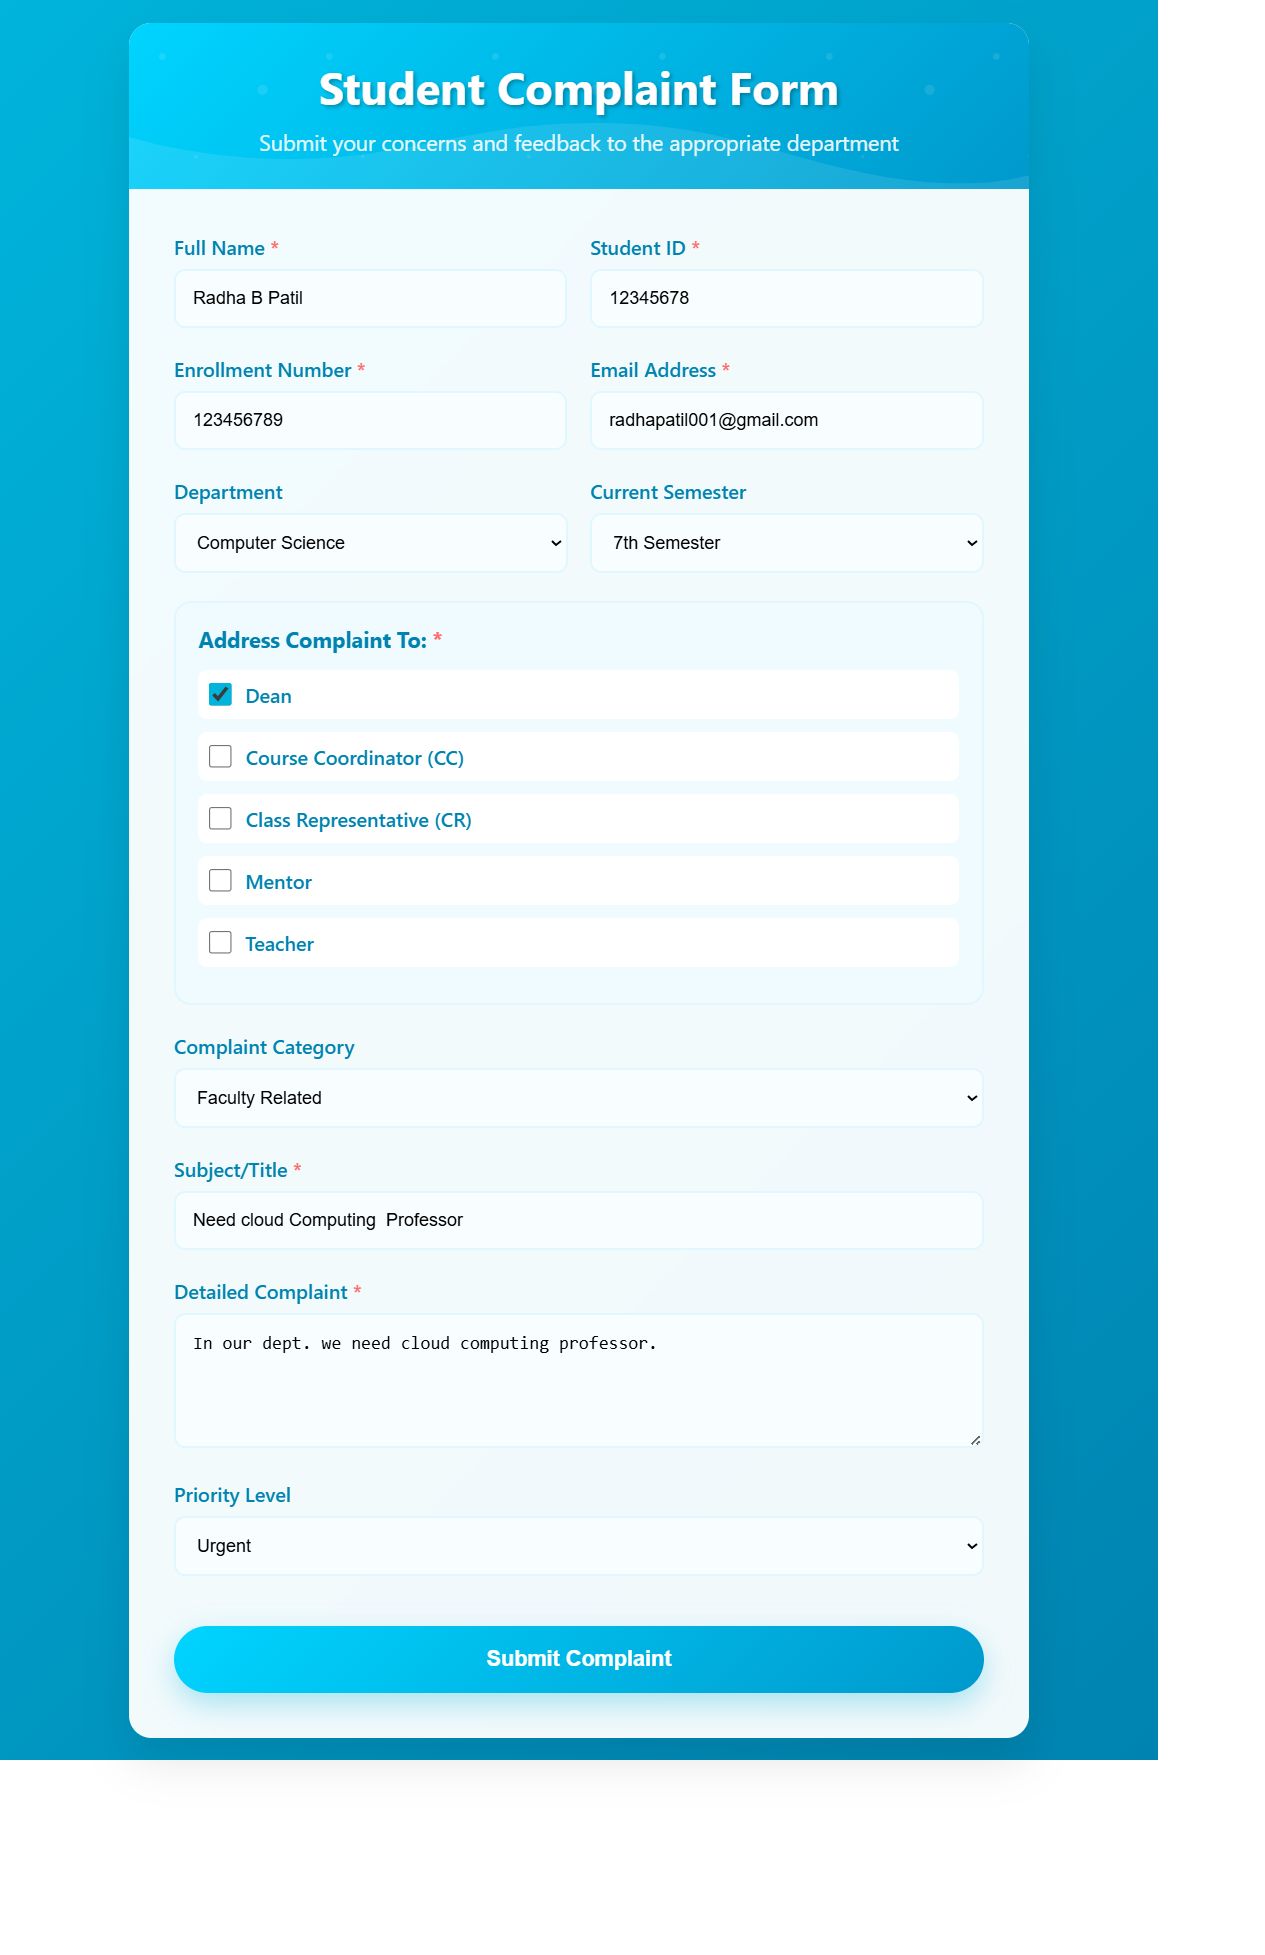 Student Complaint Form
Submit your concerns and feedback to the appropriate department
Full Name *
Radha B Patil
Student ID *
12345678
Enrollment Number *
123456789
Email Address *
radhapatil001@gmail.com
Department
Computer Science
Current Semester
7th Semester
Address Complaint To: *
Dean
Course Coordinator (CC)
Class Representative (CR)
Mentor
Teacher
Complaint Category
Faculty Related
Subject/Title *
Need cloud Computing  Professor
Detailed Complaint *
In our dept. we need cloud computing professor.
Priority Level
Urgent
Submit Complaint